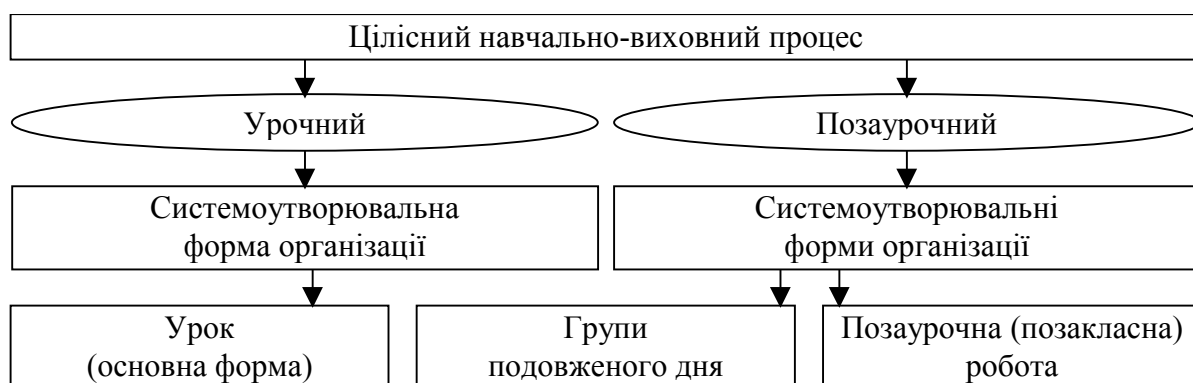 Цілісний навчально-виховний процес
Урочний
Позаурочний
Системоутворювальна
форма організації
Системоутворювальні
форми організації
Урок
(основна форма)
Групи
подовженого дня
Позаурочна (позакласна)
робота